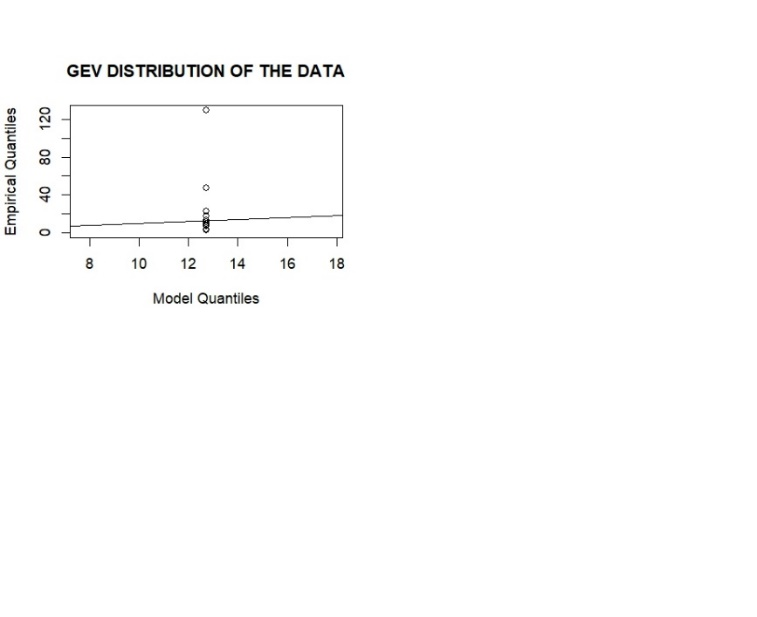 GEV DISTRIBUTION OF THE DATA
Empirical Quantiles
120
80
40
0
8 10 12 14 16 18
Model Quantiles